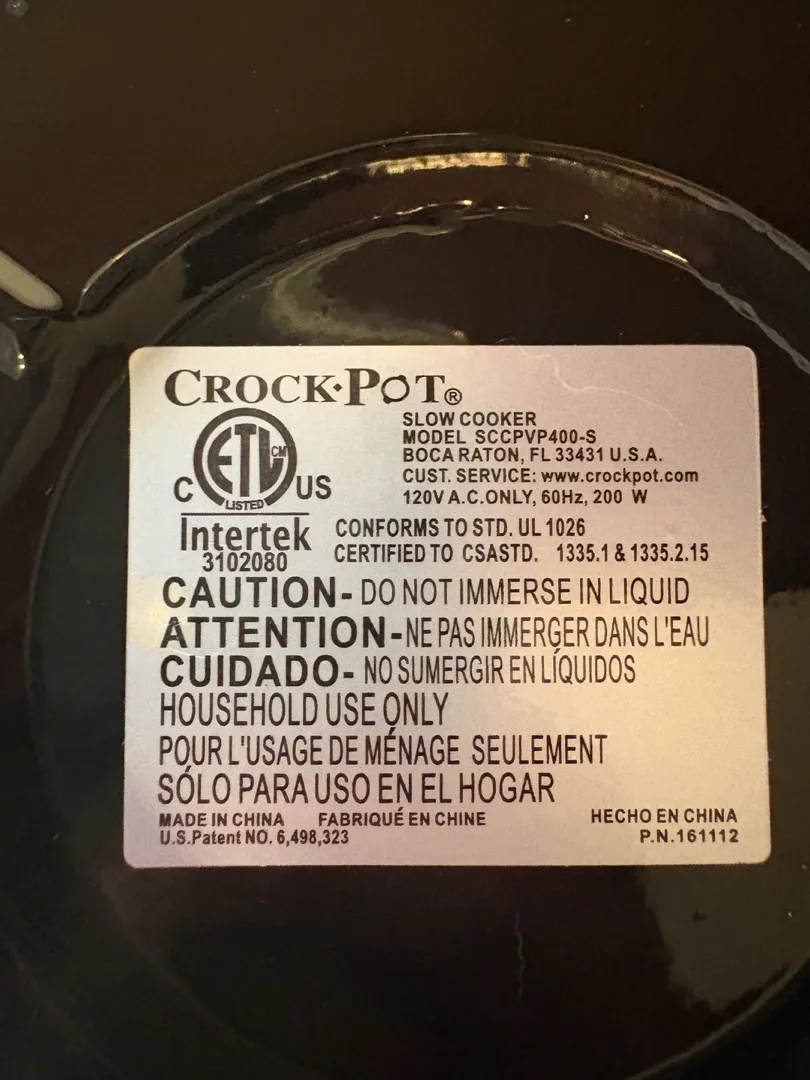 CROCK•POT®
SLOW COOKER
MODEL SCCPVP400-S
BOCA RATON, FL 33431 U.S.A.
CUST. SERVICE: www.crockpot.com
120V A.C.ONLY, 60Hz, 200 W
C ETL CM US
LISTED
Intertek
3102080
CONFORMS TO STD. UL 1026
CERTIFIED TO CSASTD. 1335.1 & 1335.2.15
CAUTION- DO NOT IMMERSE IN LIQUID
ATTENTION-NE PAS IMMERGER DANS L'EAU
CUIDADO- NO SUMERGIR EN LÍQUIDOS
HOUSEHOLD USE ONLY
POUR L'USAGE DE MÉNAGE SEULEMENT
SÓLO PARA USO EN EL HOGAR
MADE IN CHINA FABRIQUÉ EN CHINE HECHO EN CHINA
U.S.Patent NO. 6,498,323 P.N.161112